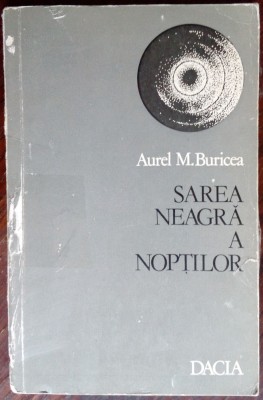 Aurel M. Buricea
SAREA
NEAGRĂ
A
NOPȚILOR
DACIA